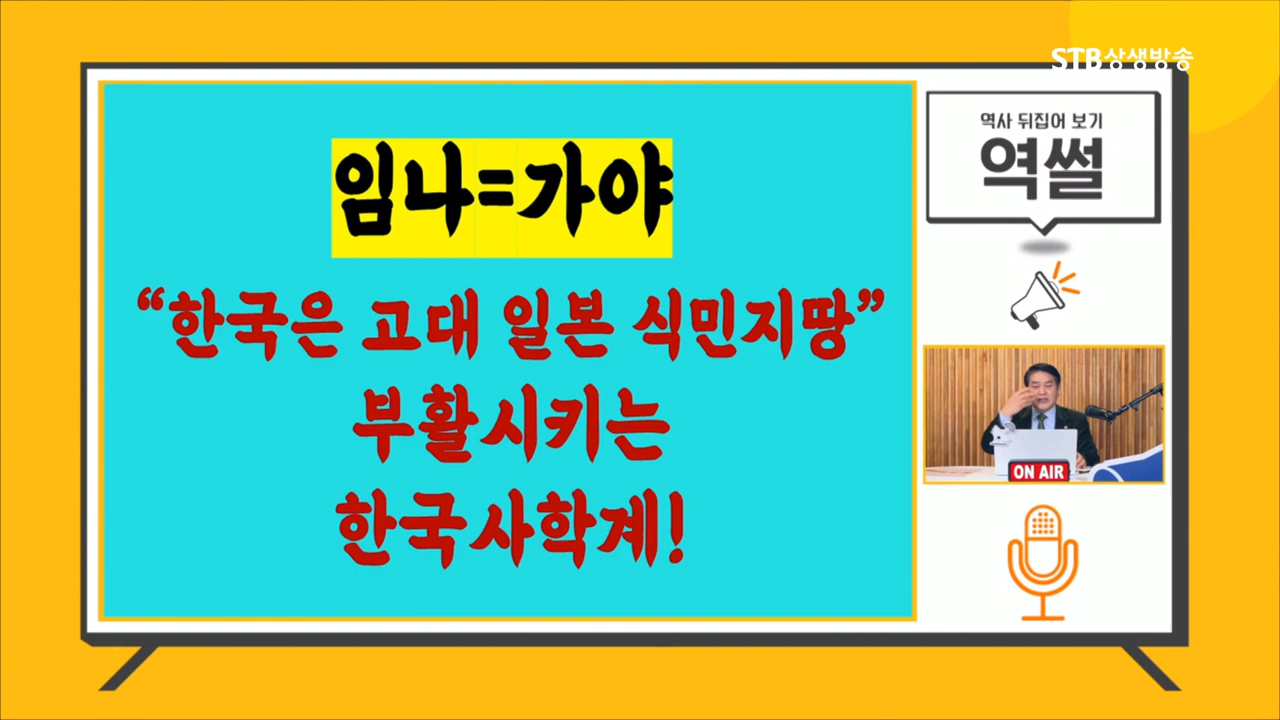 STB상생방송
임나=가야
“한국은 고대 일본 식민지땅”
부활시키는
한국사학계!
역사 뒤집어 보기
역썰
ON AIR